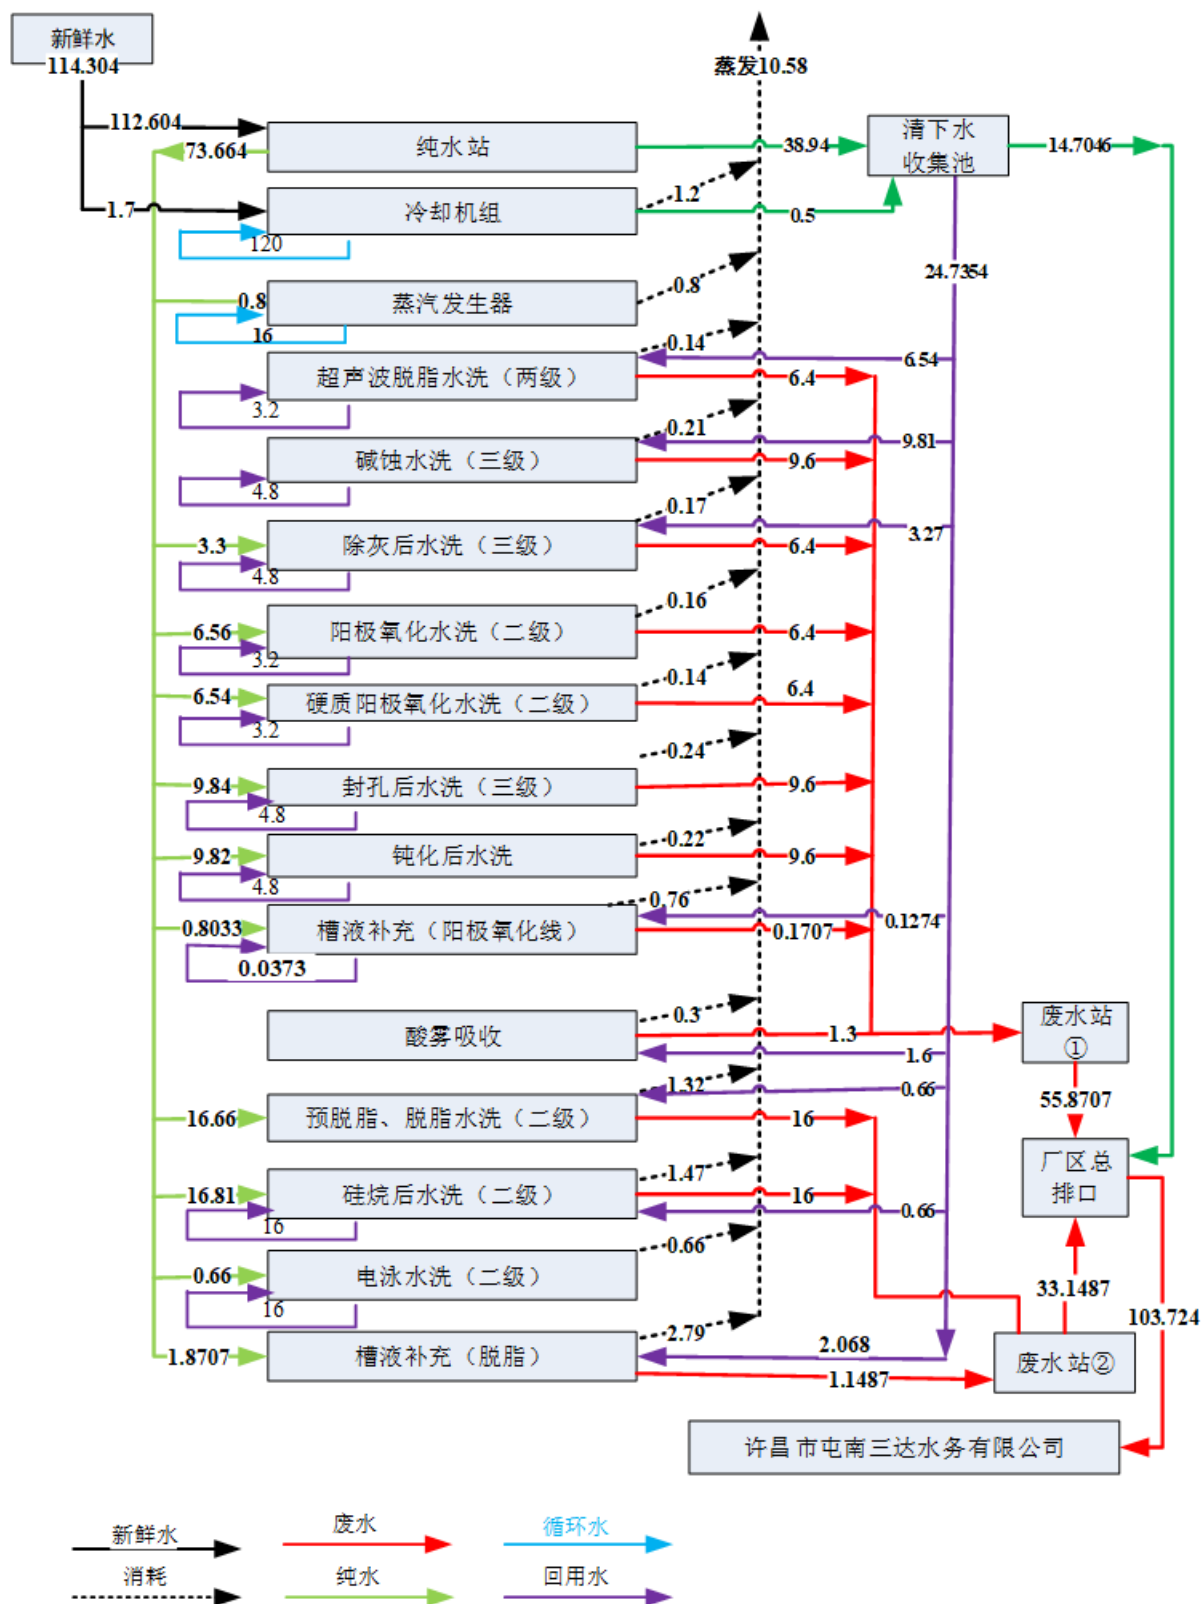 新鲜水
114.304
蒸发10.58
112.604
纯水站
38.94
清下水
收集池
14.7046
73.664
1.2
1.7
冷却机组
0.5
120
24.7354
0.8
蒸汽发生器
0.8
16
0.14
6.54
超声波脱脂水洗（两级）
6.4
3.2
0.21
9.81
碱蚀水洗（三级）
9.6
4.8
0.17
3.27
3.3
除灰后水洗（三级）
6.4
4.8
0.16
6.56
阳极氧化水洗（二级）
6.4
3.2
0.14
6.54
硬质阳极氧化水洗（二级）
6.4
3.2
0.24
9.84
封孔后水洗（三级）
9.6
4.8
0.22
9.82
钝化后水洗
9.6
4.8
0.76
0.1274
0.8033
槽液补充（阳极氧化线）
0.1707
0.0373
0.3
酸雾吸收
1.3
废水站
①
1.6
1.32
0.66
55.8707
16.66
预脱脂、脱脂水洗（二级）
16
厂区总
排口
1.47
16.81
硅烷后水洗（二级）
16
0.66
16
0.66
0.66
电泳水洗（二级）
33.1487
16
103.724
2.79
2.068
1.8707
槽液补充（脱脂）
1.1487
废水站②
许昌市屯南三达水务有限公司
新鲜水
废水
循环水
消耗
纯水
回用水